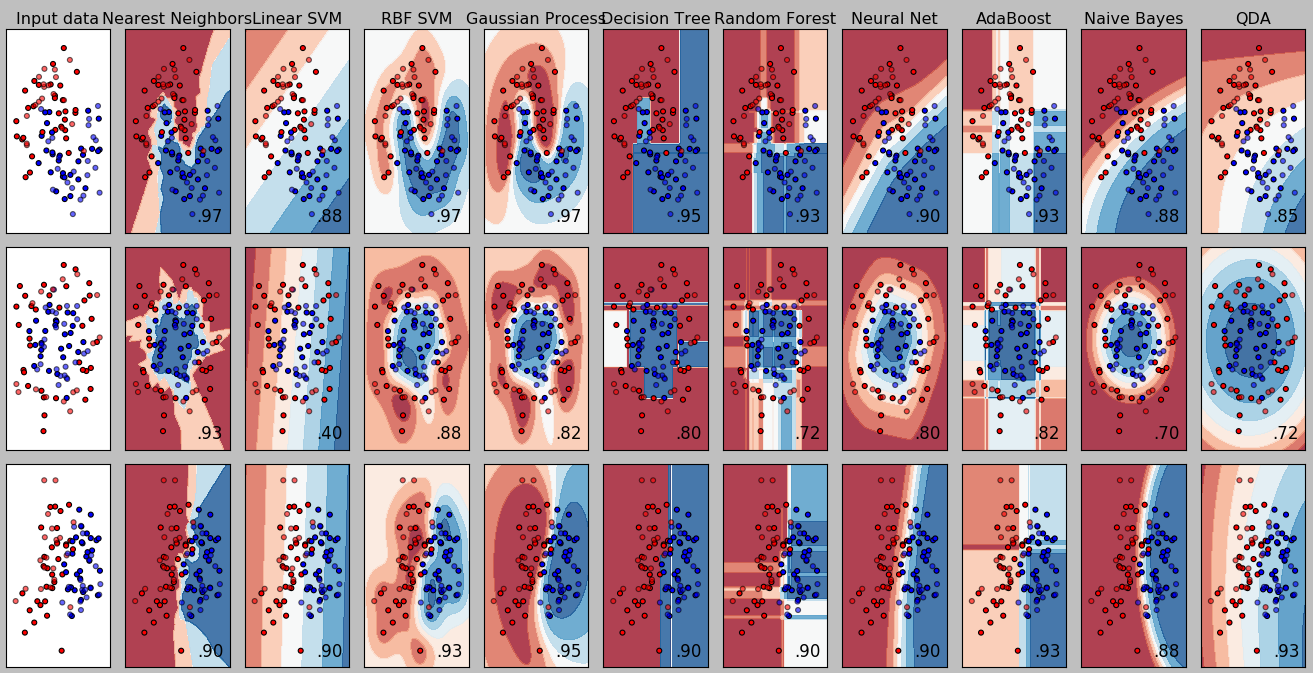 Input data Nearest Neighbors Linear SVM RBF SVM Gaussian Process Decision Tree Random Forest Neural Net AdaBoost Naive Bayes QDA
.97 .88 .97 .97 .95 .93 .90 .93 .88 .85
.93 .40 .88 .82 .80 .72 .80 .82 .70 .72
.90 .90 .93 .95 .90 .90 .90 .93 .88 .93